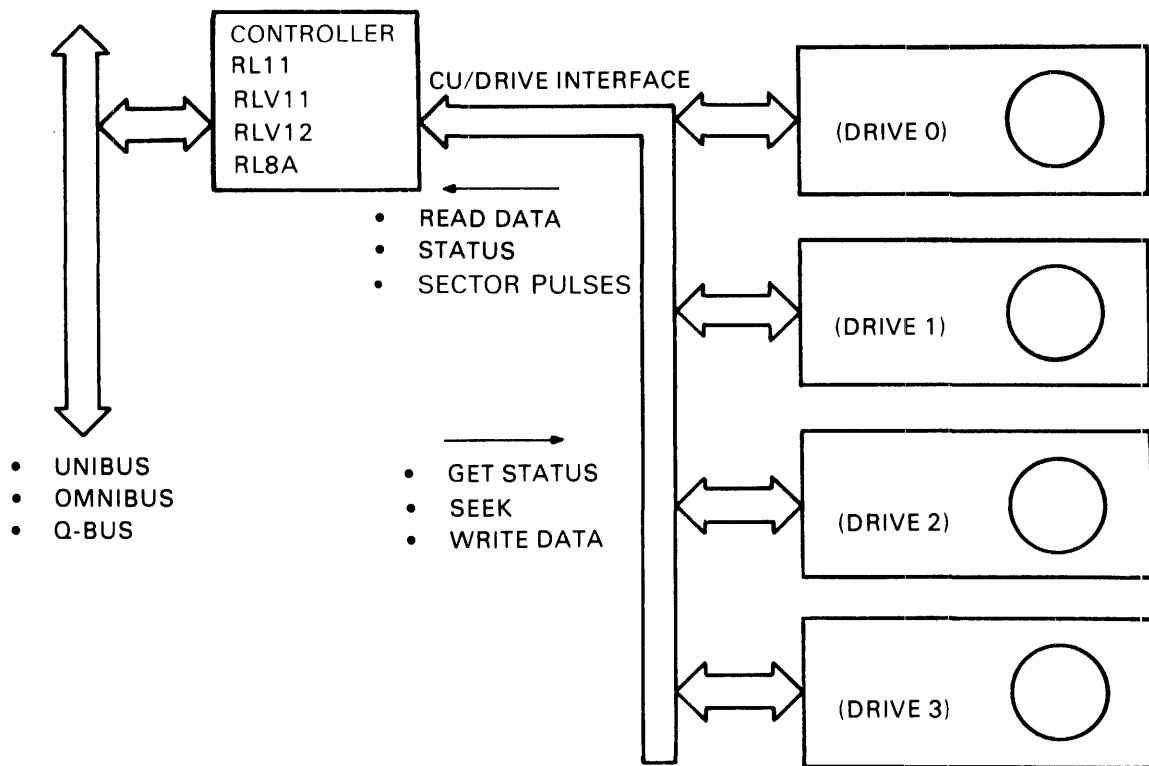 CONTROLLER
RL11
RLV11
RLV12
RL8A
CU/DRIVE INTERFACE
(DRIVE 0)
• READ DATA
• STATUS
• SECTOR PULSES
(DRIVE 1)
• UNIBUS
• OMNIBUS
• Q-BUS
• GET STATUS
• SEEK
• WRITE DATA
(DRIVE 2)
(DRIVE 3)